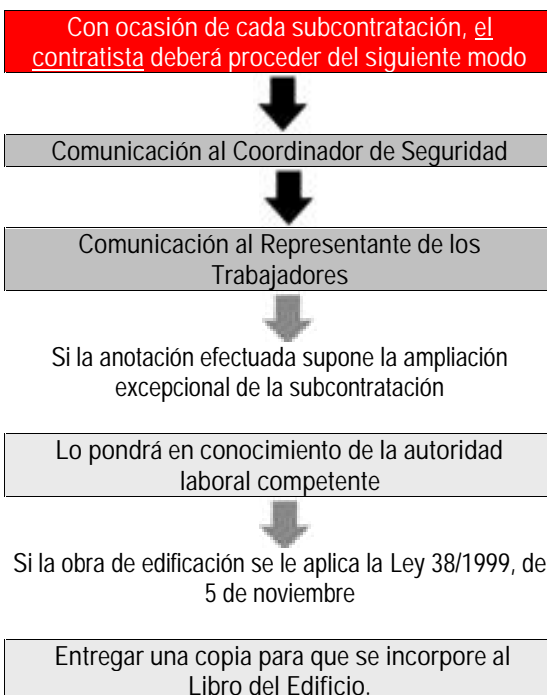 Con ocasión de cada subcontratación, el
contratista deberá proceder del siguiente modo
Comunicación al Coordinador de Seguridad
Comunicación al Representante de los
Trabajadores
Si la anotación efectuada supone la ampliación
excepcional de la subcontratación
Lo pondrá en conocimiento de la autoridad
laboral competente
Si la obra de edificación se le aplica la Ley 38/1999, de
5 de noviembre
Entregar una copia para que se incorpore al
Libro del Edificio.